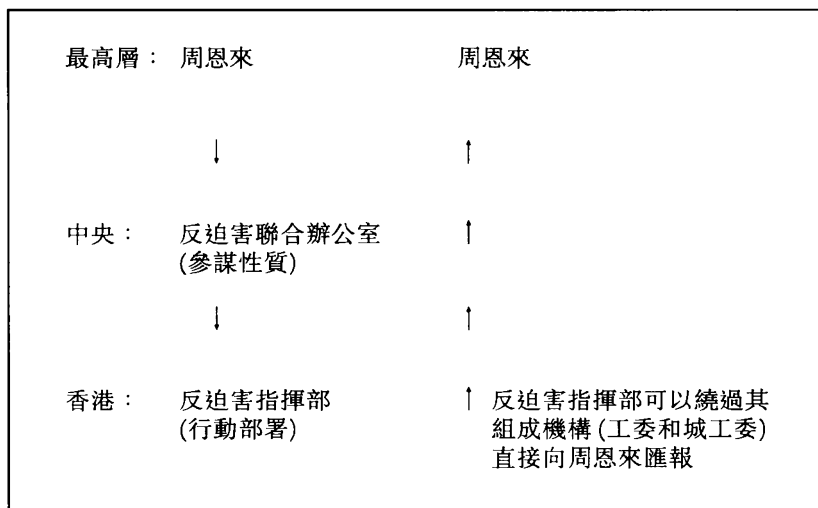 最高層： 周恩來 周恩來
↓ ↑
中央： 反迫害聯合辦公室 ↑
(參謀性質)
↓ ↑
香港： 反迫害指揮部 ↑ 反迫害指揮部可以繞過其
(行動部署) 組成機構(工委和城工委)
直接向周恩來匯報